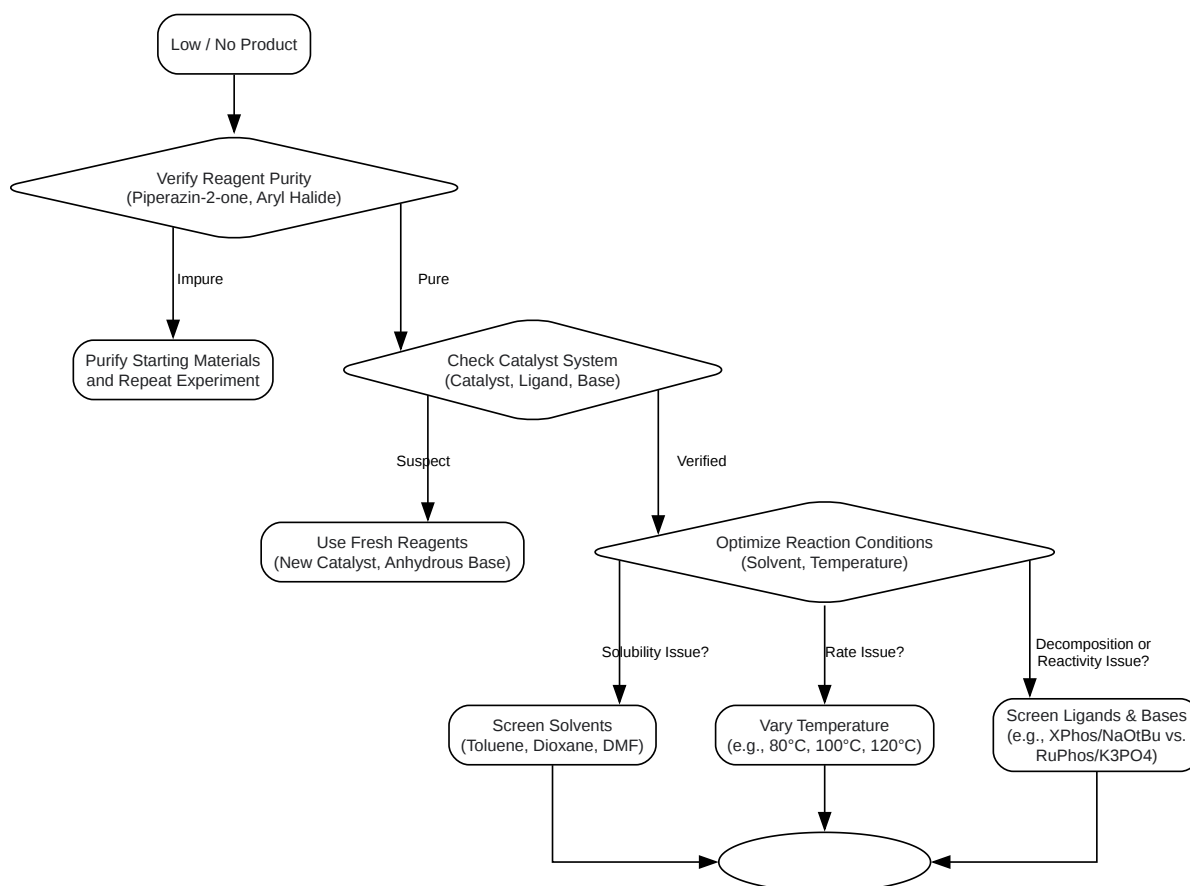 Low / No Product
Verify Reagent Purity
(Piperazin-2-one, Aryl Halide)
Impure
Pure
Purify Starting Materials
and Repeat Experiment
Check Catalyst System
(Catalyst, Ligand, Base)
Suspect
Verified
Use Fresh Reagents
(New Catalyst, Anhydrous Base)
Optimize Reaction Conditions
(Solvent, Temperature)
Solubility Issue?
Rate Issue?
Decomposition or
Reactivity Issue?
Screen Solvents
(Toluene, Dioxane, DMF)
Vary Temperature
(e.g., 80°C, 100°C, 120°C)
Screen Ligands & Bases
(e.g., XPhos/NaOtBu vs.
RuPhos/K3PO4)